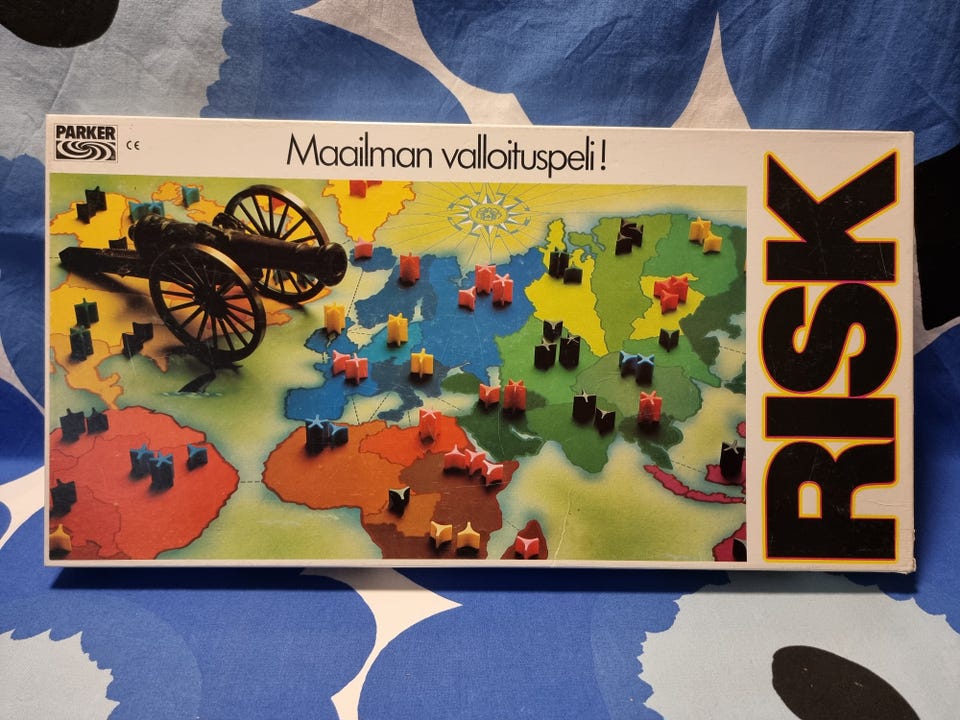 PARKER
CE
Maailman valloituspeli!
RISK